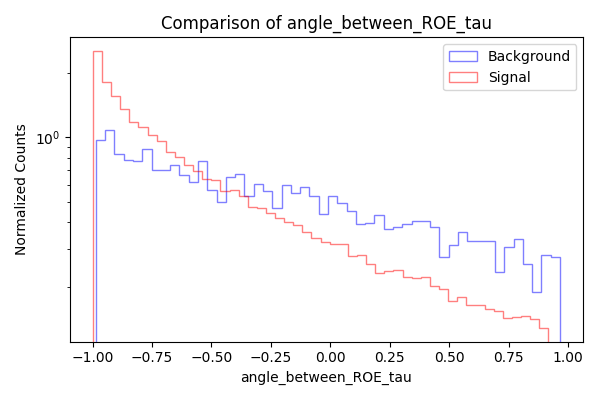 Comparison of angle_between_ROE_tau
Background
Signal
Normalized Counts
10⁰
−1.00 −0.75 −0.50 −0.25 0.00 0.25 0.50 0.75 1.00
angle_between_ROE_tau